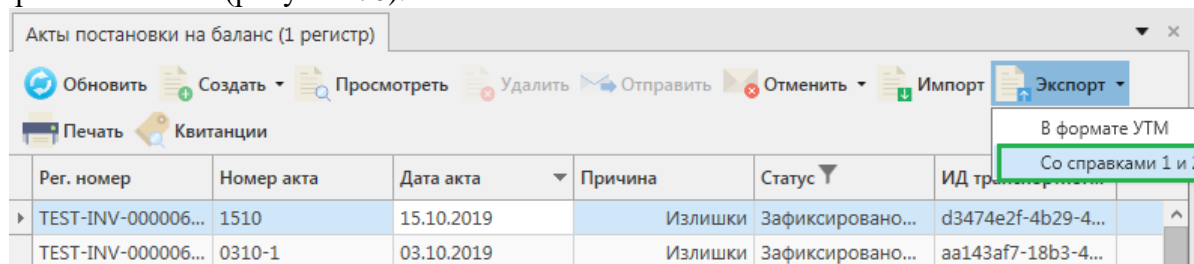 Акты постановки на баланс (1 регистр)
Обновить Создать Просмотреть Удалить Отправить Отменить Импорт Экспорт
Печать Квитанции
В формате УТМ
Со справками 1 и
Рег. номер Номер акта Дата акта Причина Статус ИД
TEST-INV-000006... 1510 15.10.2019 Излишки Зафиксировано... d3474e2f-4b29-4...
TEST-INV-000006... 0310-1 03.10.2019 Излишки Зафиксировано... aa143af7-18b3-4...